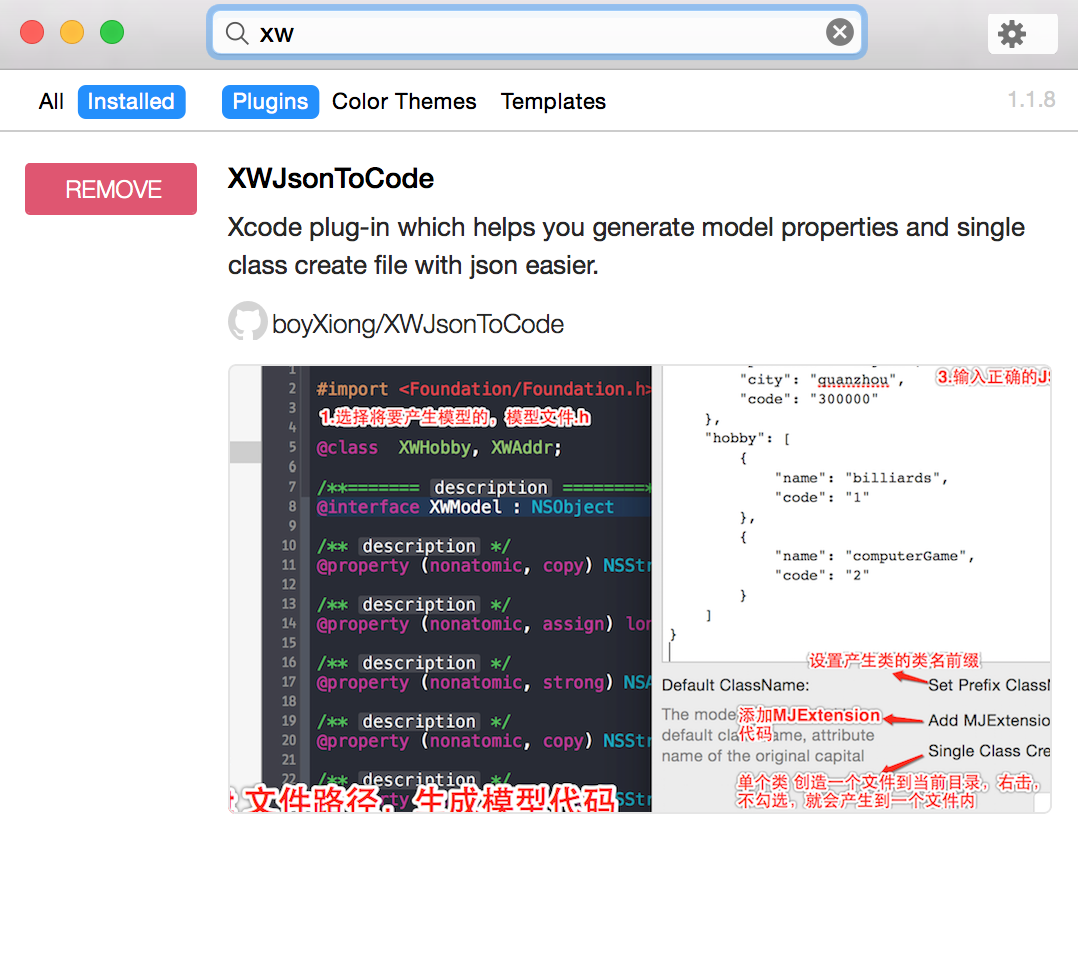 XW
All Installed Plugins Color Themes Templates 1.1.8
REMOVE
XWJsonToCode
Xcode plug-in which helps you generate model properties and single
class create file with json easier.
boyXiong/XWJsonToCode
1
2 #import <Foundation/Foundation.h>
3 1.选择将要产生模型的，模型文件.h
4
5 @class XWHobby, XWAddr;
6
7 /**======= description =========*
8 @interface XWModel : NSObject
9
10 /** description */
11 @property (nonatomic, copy) NSStr
12
13 /** description */
14 @property (nonatomic, assign) lon
15
16 /** description */
17 @property (nonatomic, strong) NSA
18
19 /** description */
20 @property (nonatomic, copy) NSStr
21
22 /** description */
文件路径，生成模型代码
"city": "quanzhou",
3.输入正确的JS
"code": "300000"
},
"hobby": [
{
"name": "billiards",
"code": "1"
},
{
"name": "computerGame",
"code": "2"
}
]
}
设置产生类的类名前缀
Default ClassName:
Set Prefix Class
The mode
添加MJExtension
代码
Add MJExtensio
default cla me, attribute
name of the original capital
Single Class Cre
单个类 创造一个文件到当前目录，右击，
不勾选，就会产生到一个文件内